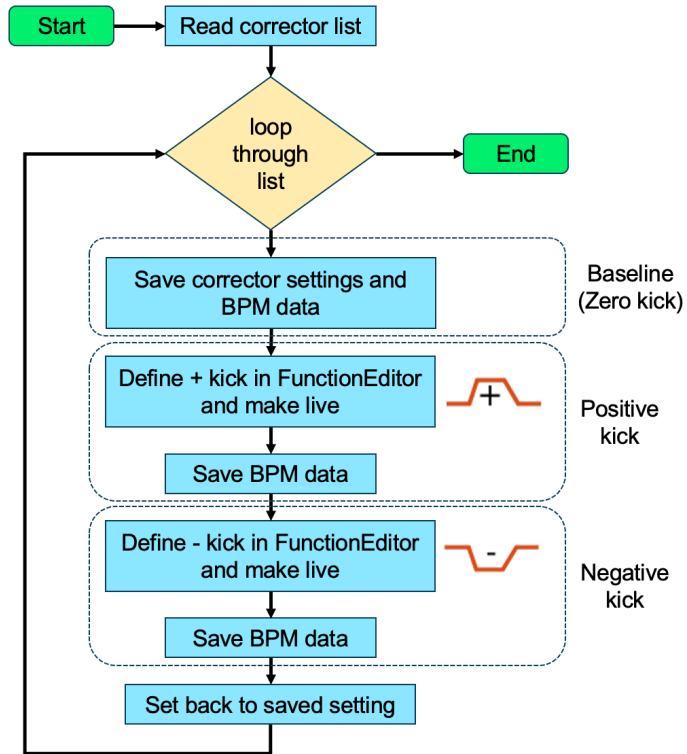 Start
Read corrector list
loop
through
list
End
Save corrector settings and
BPM data
Baseline
(Zero kick)
Define + kick in FunctionEditor
and make live
+
Positive
kick
Save BPM data
Define - kick in FunctionEditor
and make live
-
Negative
kick
Save BPM data
Set back to saved setting